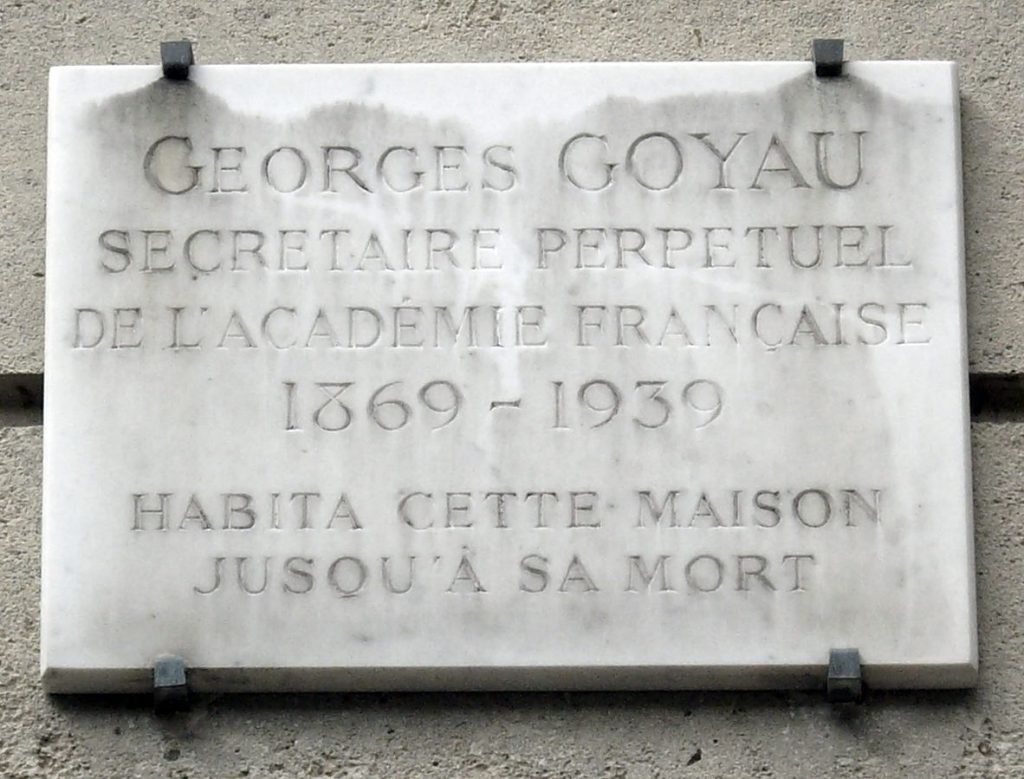 GEORGES GOYAU
SECRETAIRE PERPETUEL
DE L'ACADÉMIE FRANÇAISE
1869 - 1939
HABITA CETTE MAISON
JUSQU'À SA MORT